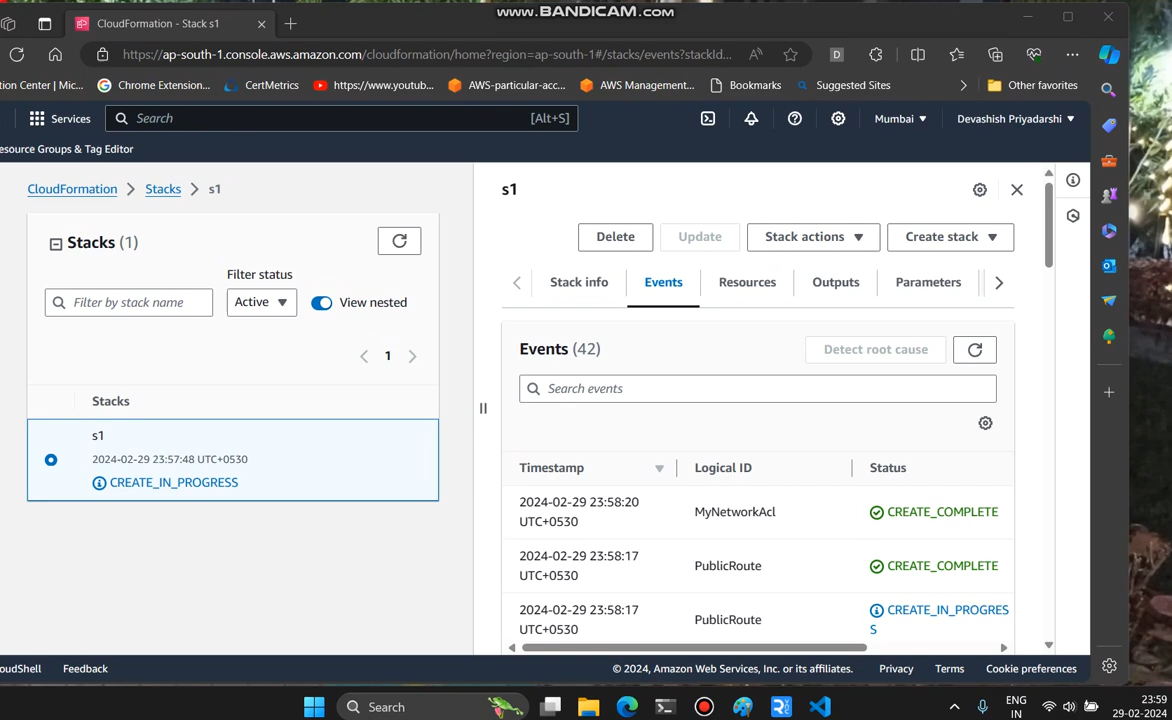 www.BANDICAM.com
CloudFormation - Stack s1
https://ap-south-1.console.aws.amazon.com/cloudformation/home?region=ap-south-1#/stacks/events?stackId...
tion Center | Mic...
Chrome Extension...
CertMetrics
https://www.youtub...
AWS-particular-acc...
AWS Management...
Bookmarks
Suggested Sites
Other favorites
Services
Search
[Alt+S]
Mumbai
Devashish Priyadarshi
esource Groups & Tag Editor
CloudFormation
Stacks
s1
Stacks (1)
Filter status
Filter by stack name
Active
View nested
1
Stacks
s1
2024-02-29 23:57:48 UTC+0530
CREATE_IN_PROGRESS
s1
Delete
Update
Stack actions
Create stack
Stack info
Events
Resources
Outputs
Parameters
Events (42)
Detect root cause
Search events
Timestamp
Logical ID
Status
2024-02-29 23:58:20
UTC+0530
MyNetworkAcl
CREATE_COMPLETE
2024-02-29 23:58:17
UTC+0530
PublicRoute
CREATE_COMPLETE
2024-02-29 23:58:17
UTC+0530
PublicRoute
CREATE_IN_PROGRES
S
oudShell
Feedback
© 2024, Amazon Web Services, Inc. or its affiliates.
Privacy
Terms
Cookie preferences
Search
ENG
IN
23:59
29-02-2024